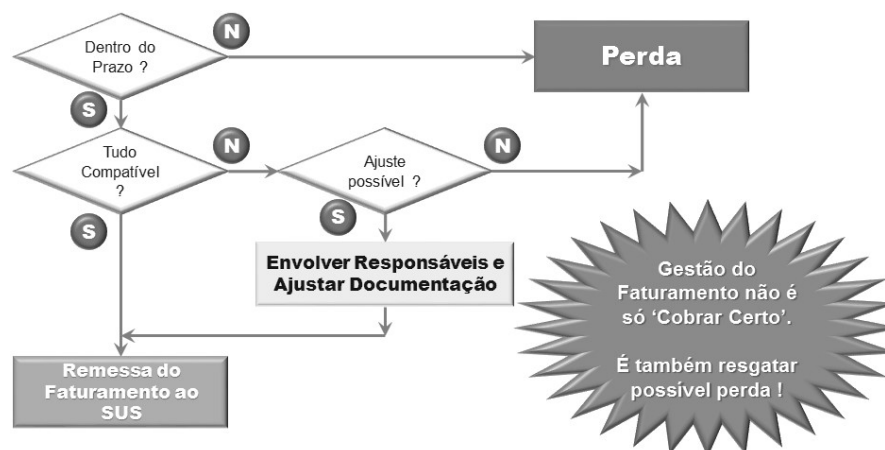 Dentro do
Prazo ?
N
Perda
S
Tudo
Compatível
?
N
Ajuste
possível ?
N
S
S
Envolver Responsáveis e
Ajustar Documentação
Remessa do
Faturamento ao
SUS
Gestão do
Faturamento não é
só ‘Cobrar Certo’.
É também resgatar
possível perda !